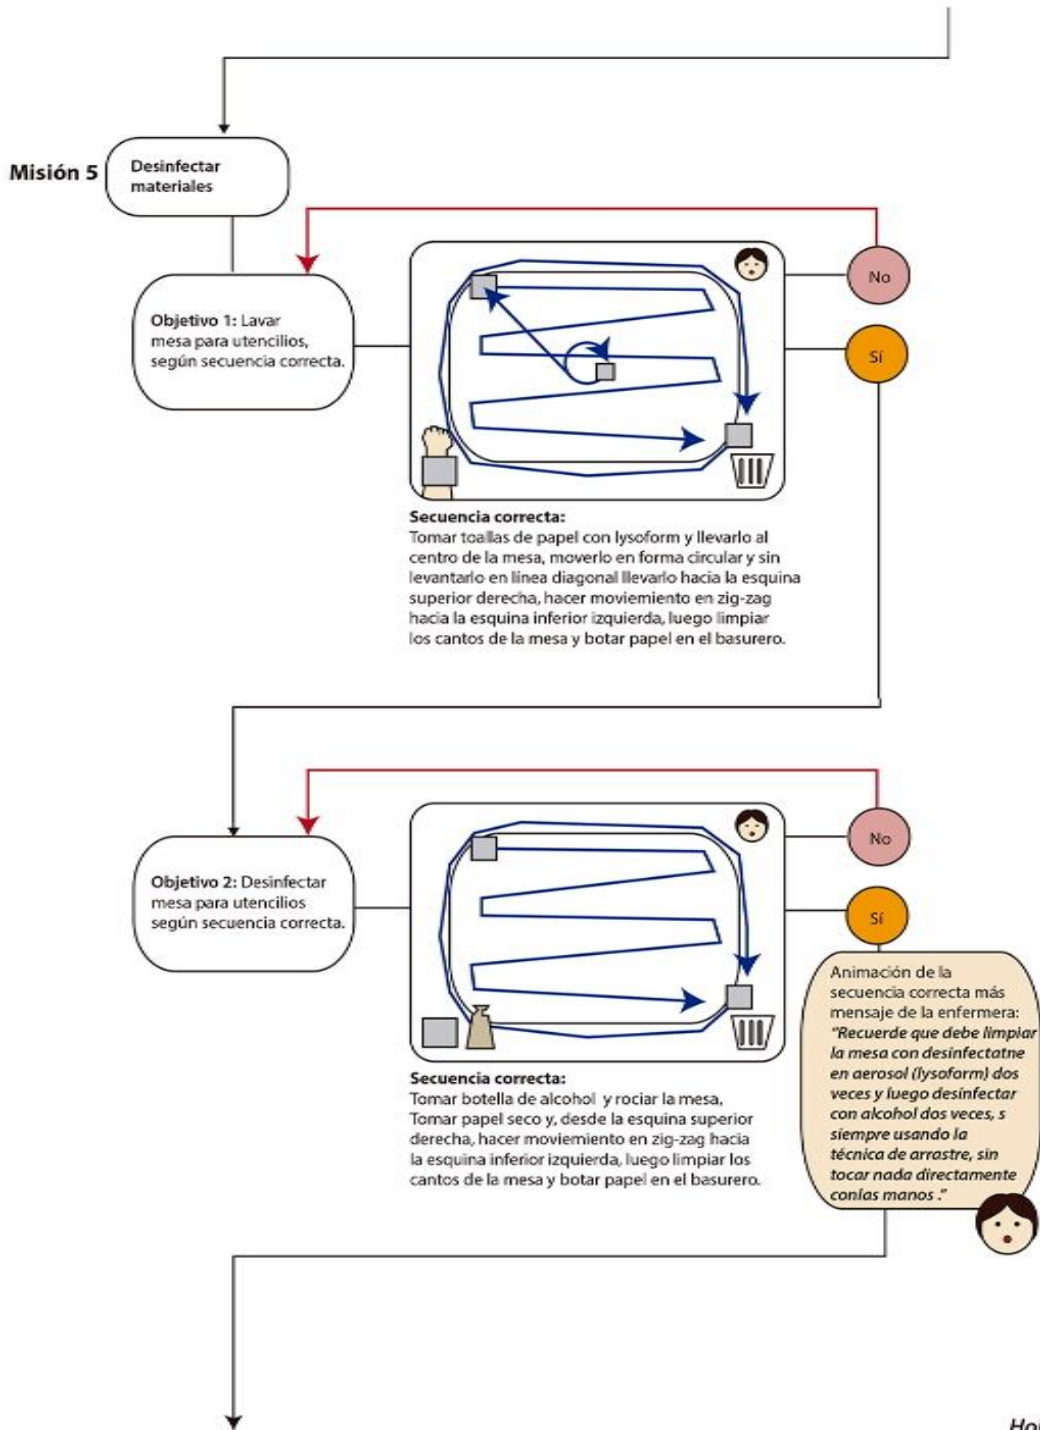 Misión 5
Desinfectar
materiales
No
Objetivo 1: Lavar
mesa para utencilios,
según secuencia correcta.
Sí
Secuencia correcta:
Tomar toallas de papel con lysoform y llevarlo al
centro de la mesa, moverlo en forma circular y sin
levantarlo en línea diagonal llevarlo hacia la esquina
superior derecha, hacer moviemiento en zig-zag
hacia la esquina inferior izquierda, luego limpiar
los cantos de la mesa y botar papel en el basurero.
No
Objetivo 2: Desinfectar
mesa para utencilios
según secuencia correcta.
Sí
Secuencia correcta:
Tomar botella de alcohol y rociar la mesa,
Tomar papel seco y, desde la esquina superior
derecha, hacer moviemiento en zig-zag hacia
la esquina inferior izquierda, luego limpiar los
cantos de la mesa y botar papel en el basurero.
Animación de la
secuencia correcta más
mensaje de la enfermera:
"Recuerde que debe limpiar
la mesa con desinfectatne
en aerosol (lysoform) dos
veces y luego desinfectar
con alcohol dos veces, s
siempre usando la
técnica de arrastre, sin
tocar nada directamente
conlas manos ."